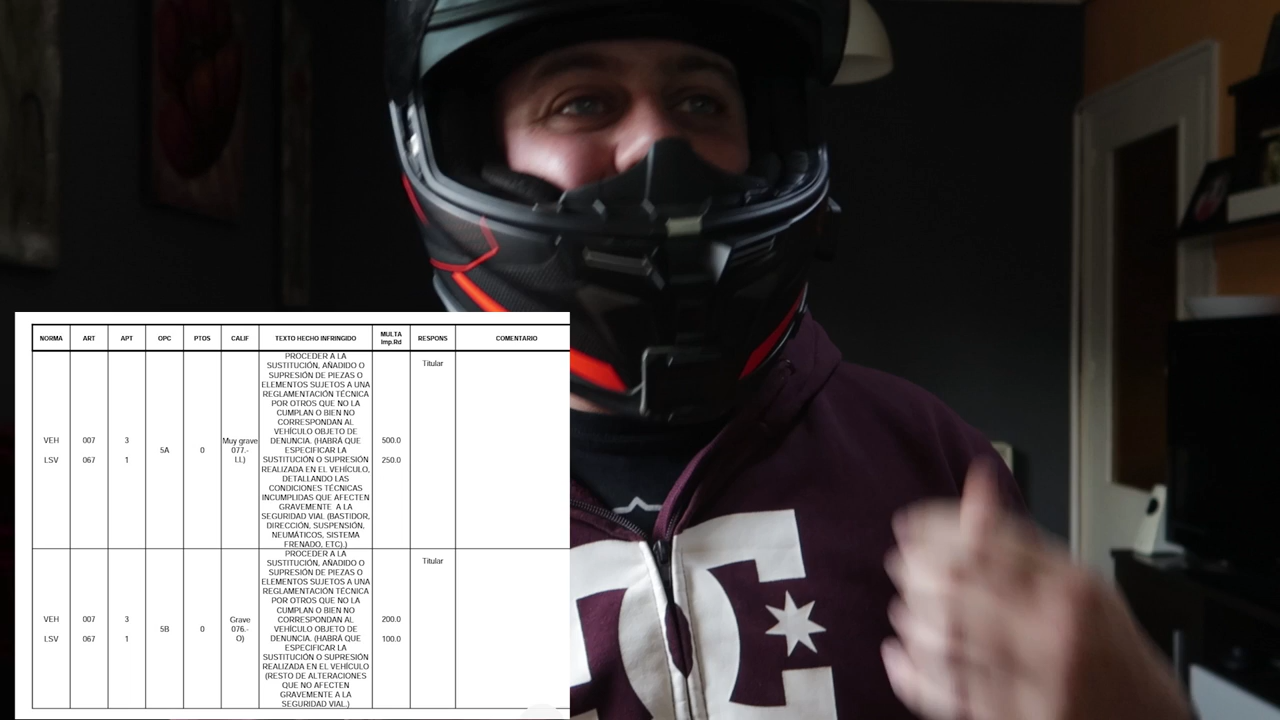 NORMA ART APT OPC PTOS CALIF TEXTO HECHO INFRINGIDO MULTA Imp.Rd RESPONS COMENTARIO
VEH 007 3
LSV 067 1
5A
0
Muy grave
077.-
LL)
PROCEDER A LA
SUSTITUCIÓN, AÑADIDO O
SUPRESIÓN DE PIEZAS O
ELEMENTOS SUJETOS A UNA
REGLAMENTACIÓN TÉCNICA
POR OTROS QUE NO LA
CUMPLAN O BIEN NO
CORRESPONDAN AL
VEHÍCULO OBJETO DE
DENUNCIA. (HABRÁ QUE
ESPECIFICAR LA
SUSTITUCIÓN O SUPRESIÓN
REALIZADA EN EL VEHÍCULO,
DETALLANDO LAS
CONDICIONES TÉCNICAS
INCUMPLIDAS QUE AFECTEN
GRAVEMENTE A LA
SEGURIDAD VIAL (BASTIDOR,
DIRECCIÓN, SUSPENSIÓN,
NEUMÁTICOS, SISTEMA
FRENADO, ETC).)
500.0
250.0
Titular
VEH 007 3
LSV 067 1
5B
0
Grave
076.-
O)
PROCEDER A LA
SUSTITUCIÓN, AÑADIDO O
SUPRESIÓN DE PIEZAS O
ELEMENTOS SUJETOS A UNA
REGLAMENTACIÓN TÉCNICA
POR OTROS QUE NO LA
CUMPLAN O BIEN NO
CORRESPONDAN AL
VEHÍCULO OBJETO DE
DENUNCIA. (HABRÁ QUE
ESPECIFICAR LA
SUSTITUCIÓN O SUPRESIÓN
REALIZADA EN EL VEHÍCULO
(RESTO DE ALTERACIONES
QUE NO AFECTEN
GRAVEMENTE A LA
SEGURIDAD VIAL.)
200.0
100.0
Titular
DC